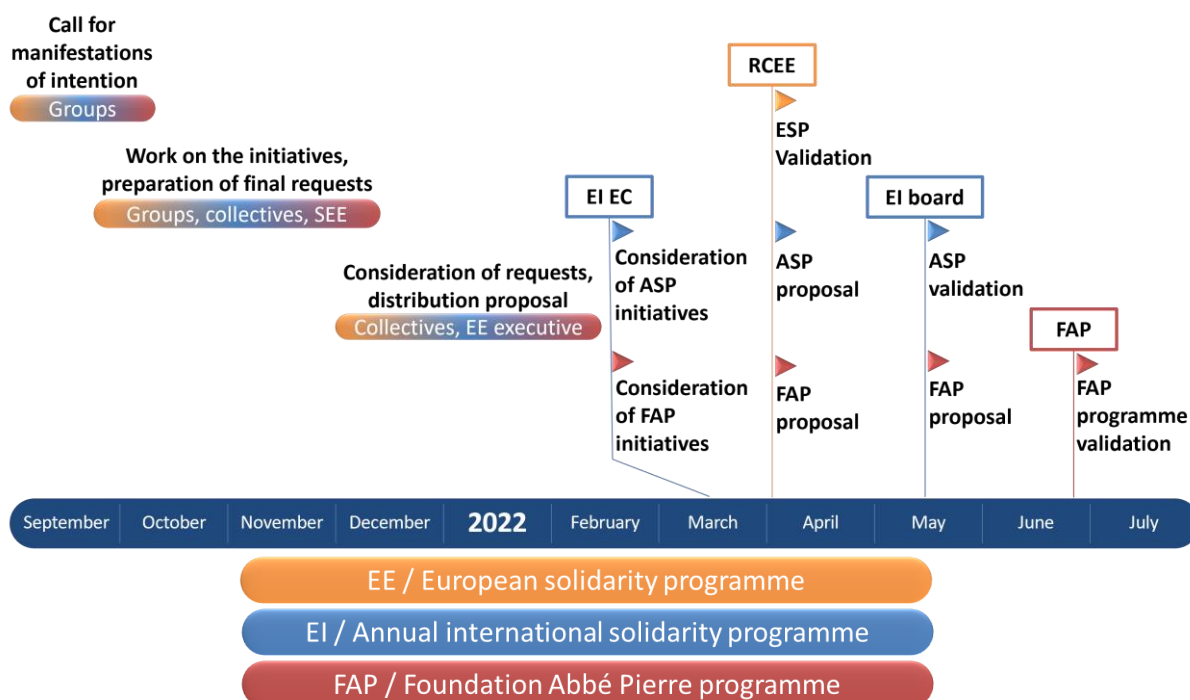 Call for
manifestations
of intention
Groups
Work on the initiatives,
preparation of final requests
Groups, collectives, SEE
Consideration of requests,
distribution proposal
Collectives, EE executive
EI EC
Consideration
of ASP
initiatives
Consideration
of FAP
initiatives
RCEE
ESP
Validation
ASP
proposal
FAP
proposal
EI board
ASP
validation
FAP
proposal
FAP
FAP
programme
validation
September October November December 2022 February March April May June July
EE / European solidarity programme
EI / Annual international solidarity programme
FAP / Foundation Abbé Pierre programme